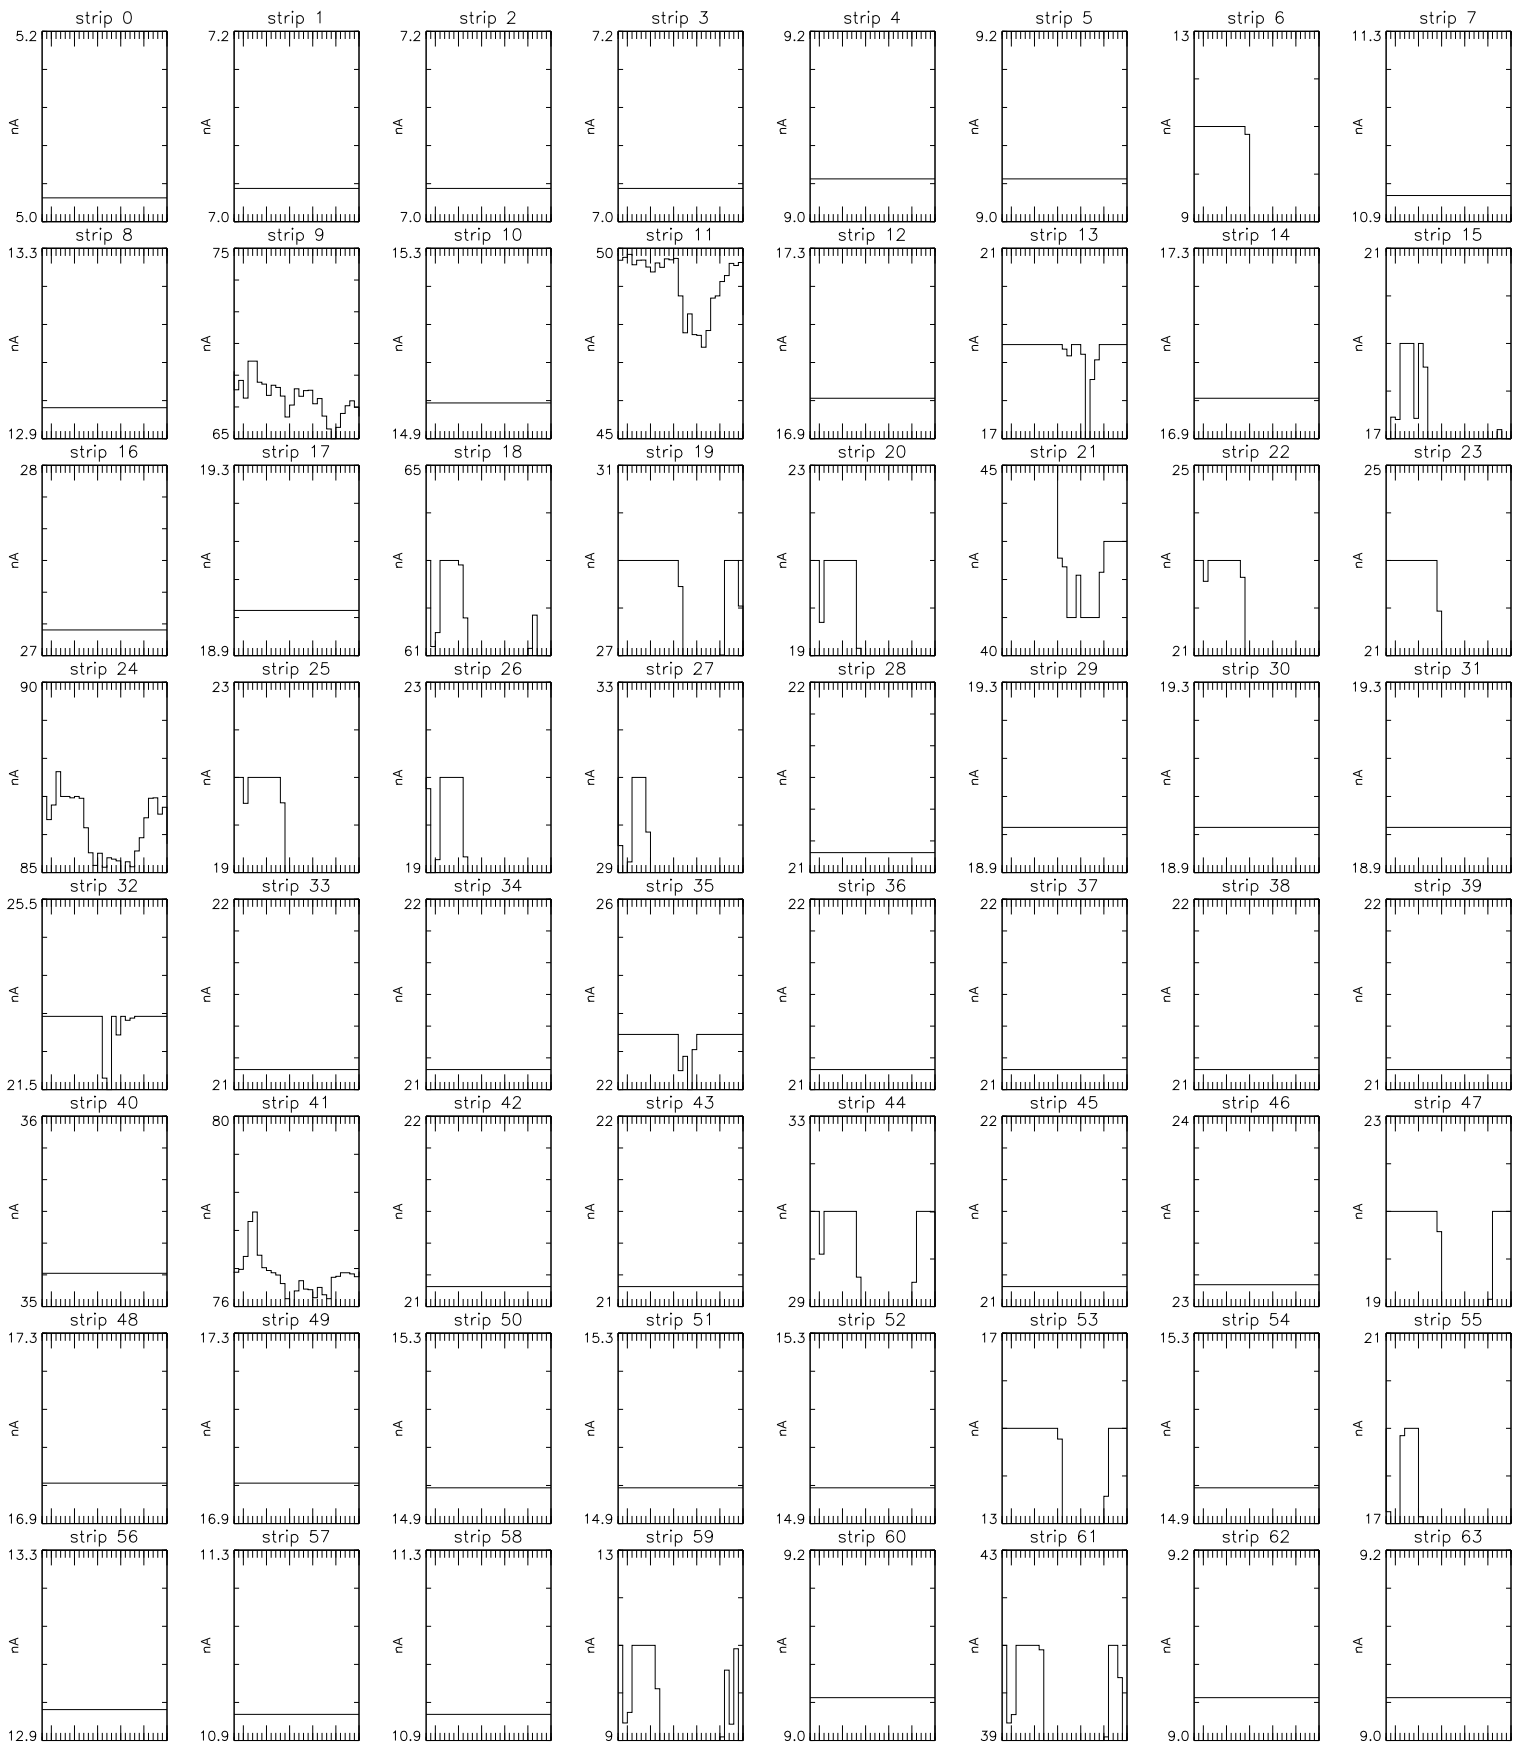 strip 0 strip 1 strip 2 strip 3 strip 4 strip 5 strip 6 strip 7
5.2 7.2 7.2 7.2 9.2 9.2 13 11.3
nA nA nA nA nA nA nA nA
5.0 7.0 7.0 7.0 9.0 9.0 9 10.9
strip 8 strip 9 strip 10 strip 11 strip 12 strip 13 strip 14 strip 15
13.3 75 15.3 50 17.3 21 17.3 21
nA nA nA nA nA nA nA nA
12.9 65 14.9 45 16.9 17 16.9 17
strip 16 strip 17 strip 18 strip 19 strip 20 strip 21 strip 22 strip 23
28 19.3 65 31 23 45 25 25
nA nA nA nA nA nA nA nA
27 18.9 61 27 19 40 21 21
strip 24 strip 25 strip 26 strip 27 strip 28 strip 29 strip 30 strip 31
90 23 23 33 22 19.3 19.3 19.3
nA nA nA nA nA nA nA nA
85 19 19 29 21 18.9 18.9 18.9
strip 32 strip 33 strip 34 strip 35 strip 36 strip 37 strip 38 strip 39
25.5 22 22 26 22 22 22 22
nA nA nA nA nA nA nA nA
21.5 21 21 22 21 21 21 21
strip 40 strip 41 strip 42 strip 43 strip 44 strip 45 strip 46 strip 47
36 80 22 22 33 22 24 23
nA nA nA nA nA nA nA nA
35 76 21 21 29 21 23 19
strip 48 strip 49 strip 50 strip 51 strip 52 strip 53 strip 54 strip 55
17.3 17.3 15.3 15.3 15.3 17 15.3 21
nA nA nA nA nA nA nA nA
16.9 16.9 14.9 14.9 14.9 13 14.9 17
strip 56 strip 57 strip 58 strip 59 strip 60 strip 61 strip 62 strip 63
13.3 11.3 11.3 13 9.2 43 9.2 9.2
nA nA nA nA nA nA nA nA
12.9 10.9 10.9 9 9.0 39 9.0 9.0